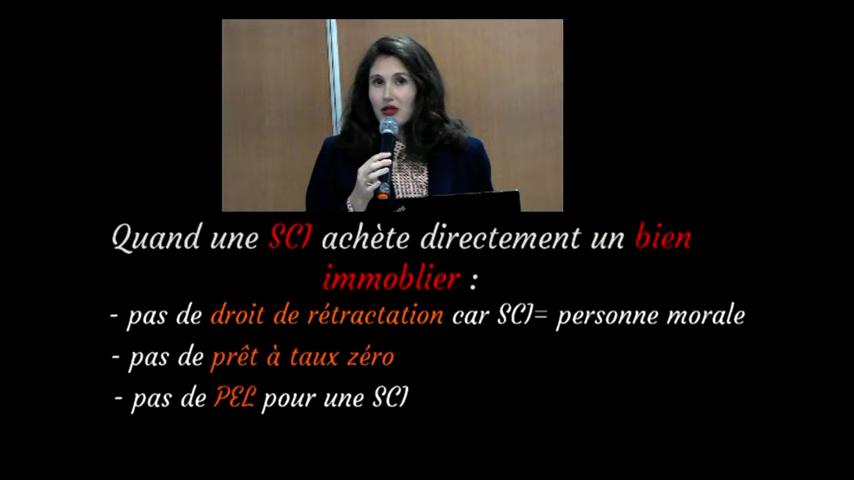 Quand une SCI achète directement un bien
immoblier :
- pas de droit de rétractation car SCI= personne morale
- pas de prêt à taux zéro
- pas de PEL pour une SCI